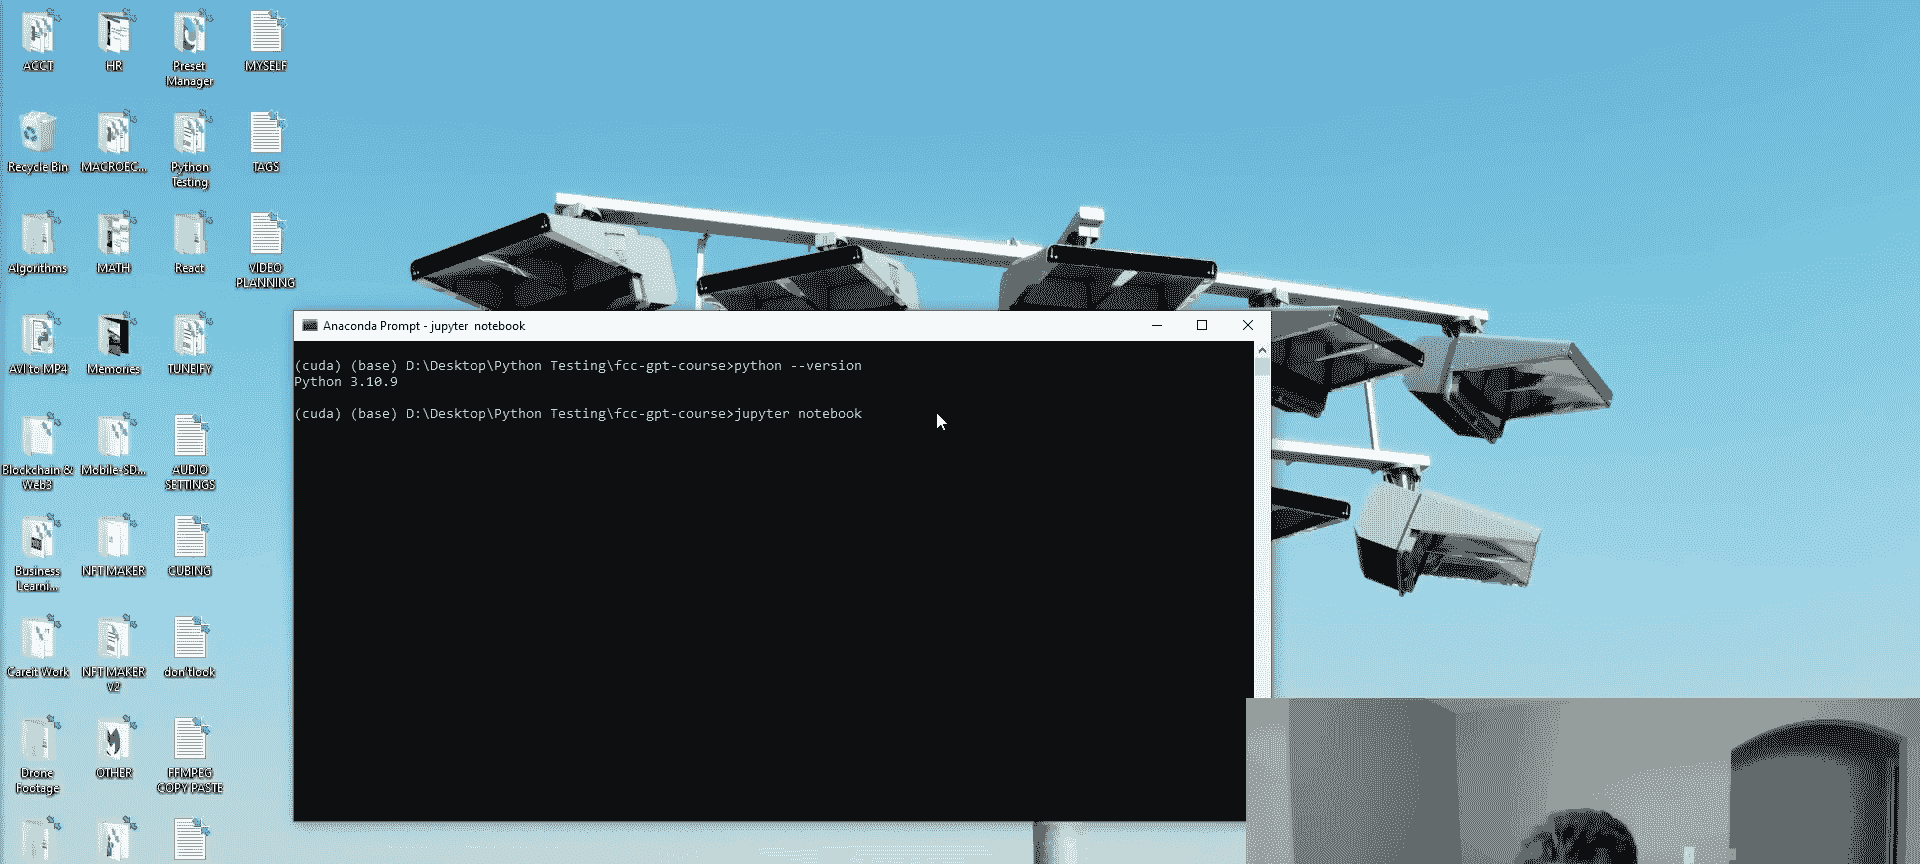 ACCT
HR
Preset
Manager
MYSELF
Recycle Bin
MACROEC...
Python
Testing
TAGS
Algorithms
MATH
React
VIDEO
PLANNING
AVI to MP4
Memories
TUNEIFY
Blockchain &
Web3
Mobile-SD...
AUDIO
SETTINGS
Business
Learni...
NFT MAKER
CUBING
Careit Work
NFT MAKER
V2
don'tlook
Drone
Footage
OTHER
FFMPEG
COPY PASTE
Anaconda Prompt - jupyter notebook
(cuda) (base) D:\Desktop\Python Testing\fcc-gpt-course>python --version
Python 3.10.9
(cuda) (base) D:\Desktop\Python Testing\fcc-gpt-course>jupyter notebook